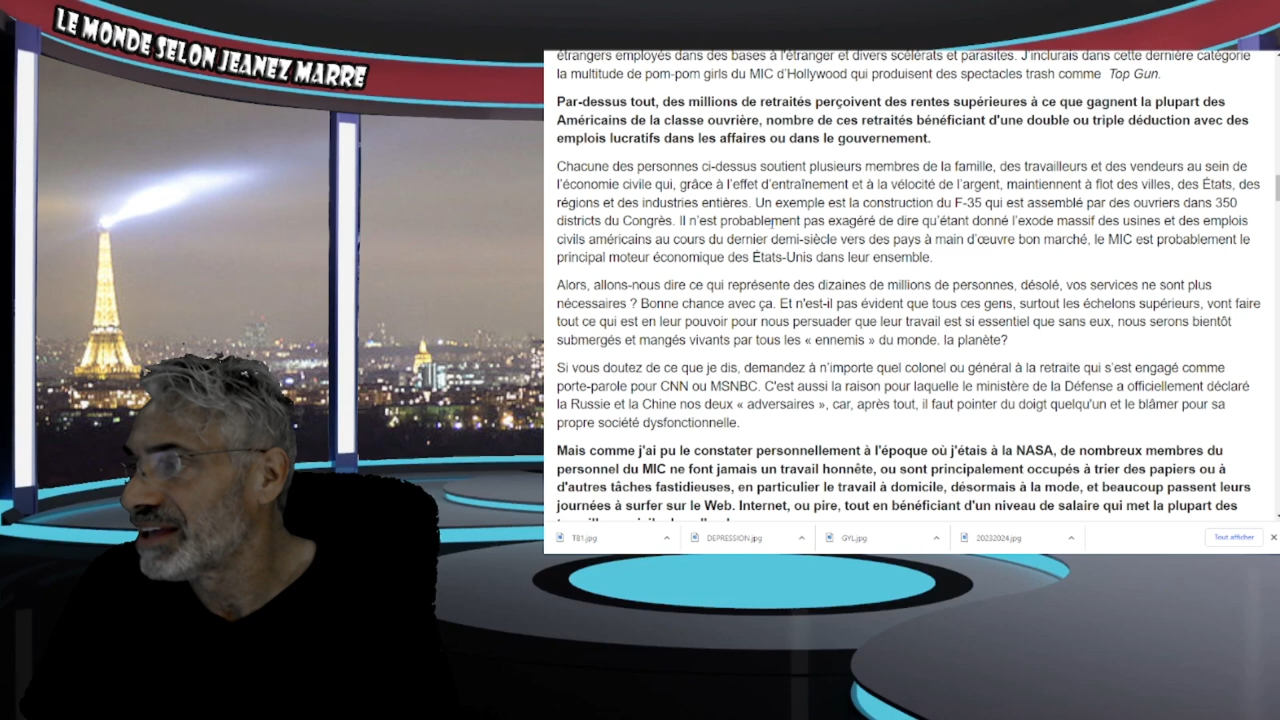 LE MONDE SELON JEANEZ MARRE
étrangers employés dans des bases à l'étranger et divers scélérats et parasites. J'inclurais dans cette dernière catégorie
la multitude de pom-pom girls du MIC d'Hollywood qui produisent des spectacles trash comme Top Gun.
Par-dessus tout, des millions de retraités perçoivent des rentes supérieures à ce que gagnent la plupart des
Américains de la classe ouvrière, nombre de ces retraités bénéficiant d'une double ou triple déduction avec des
emplois lucratifs dans les affaires ou dans le gouvernement.
Chacune des personnes ci-dessus soutient plusieurs membres de la famille, des travailleurs et des vendeurs au sein de
l'économie civile qui, grâce à l'effet d'entraînement et à la vélocité de l'argent, maintiennent à flot des villes, des États, des
régions et des industries entières. Un exemple est la construction du F-35 qui est assemblé par des ouvriers dans 350
districts du Congrès. Il n'est probablement pas exagéré de dire qu'étant donné l'exode massif des usines et des emplois
civils américains au cours du dernier demi-siècle vers des pays à main d'œuvre bon marché, le MIC est probablement le
principal moteur économique des États-Unis dans leur ensemble.
Alors, allons-nous dire ce qui représente des dizaines de millions de personnes, désolé, vos services ne sont plus
nécessaires ? Bonne chance avec ça. Et n'est-il pas évident que tous ces gens, surtout les échelons supérieurs, vont faire
tout ce qui est en leur pouvoir pour nous persuader que leur travail est si essentiel que sans eux, nous serons bientôt
submergés et mangés vivants par tous les « ennemis » du monde. la planète?
Si vous doutez de ce que je dis, demandez à n'importe quel colonel ou général à la retraite qui s'est engagé comme
porte-parole pour CNN ou MSNBC. C'est aussi la raison pour laquelle le ministère de la Défense a officiellement déclaré
la Russie et la Chine nos deux « adversaires », car, après tout, il faut pointer du doigt quelqu'un et le blâmer pour sa
propre société dysfonctionnelle.
Mais comme j'ai pu le constater personnellement à l'époque où j'étais à la NASA, de nombreux membres du
personnel du MIC ne font jamais un travail honnête, ou sont principalement occupés à trier des papiers ou à
d'autres tâches fastidieuses, en particulier le travail à domicile, désormais à la mode, et beaucoup passent leurs
journées à surfer sur le Web. Internet, ou pire, tout en bénéficiant d'un niveau de salaire qui met la plupart des
TB1.jpg
DEPRESSION.jpg
GYL.jpg
20232024.jpg
Tout afficher